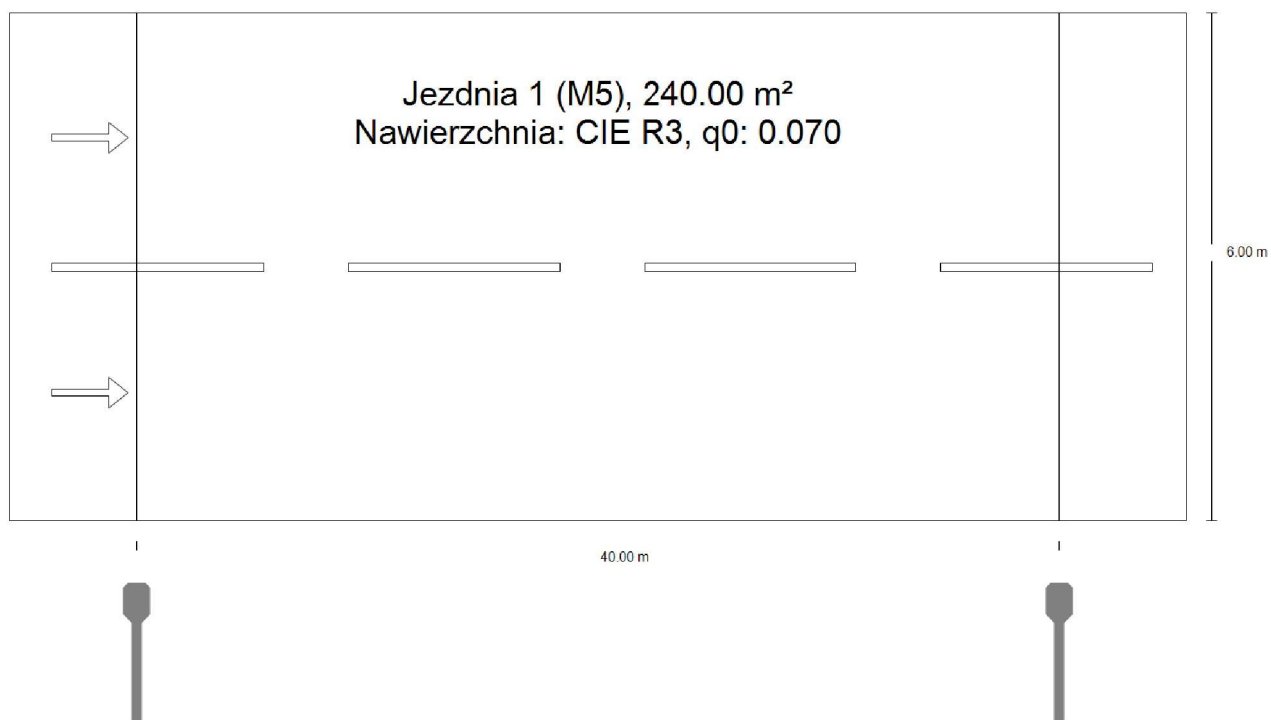 Jezdnia 1 (M5), 240.00 m²
Nawierzchnia: CIE R3, q0: 0.070
6.00 m
40.00 m